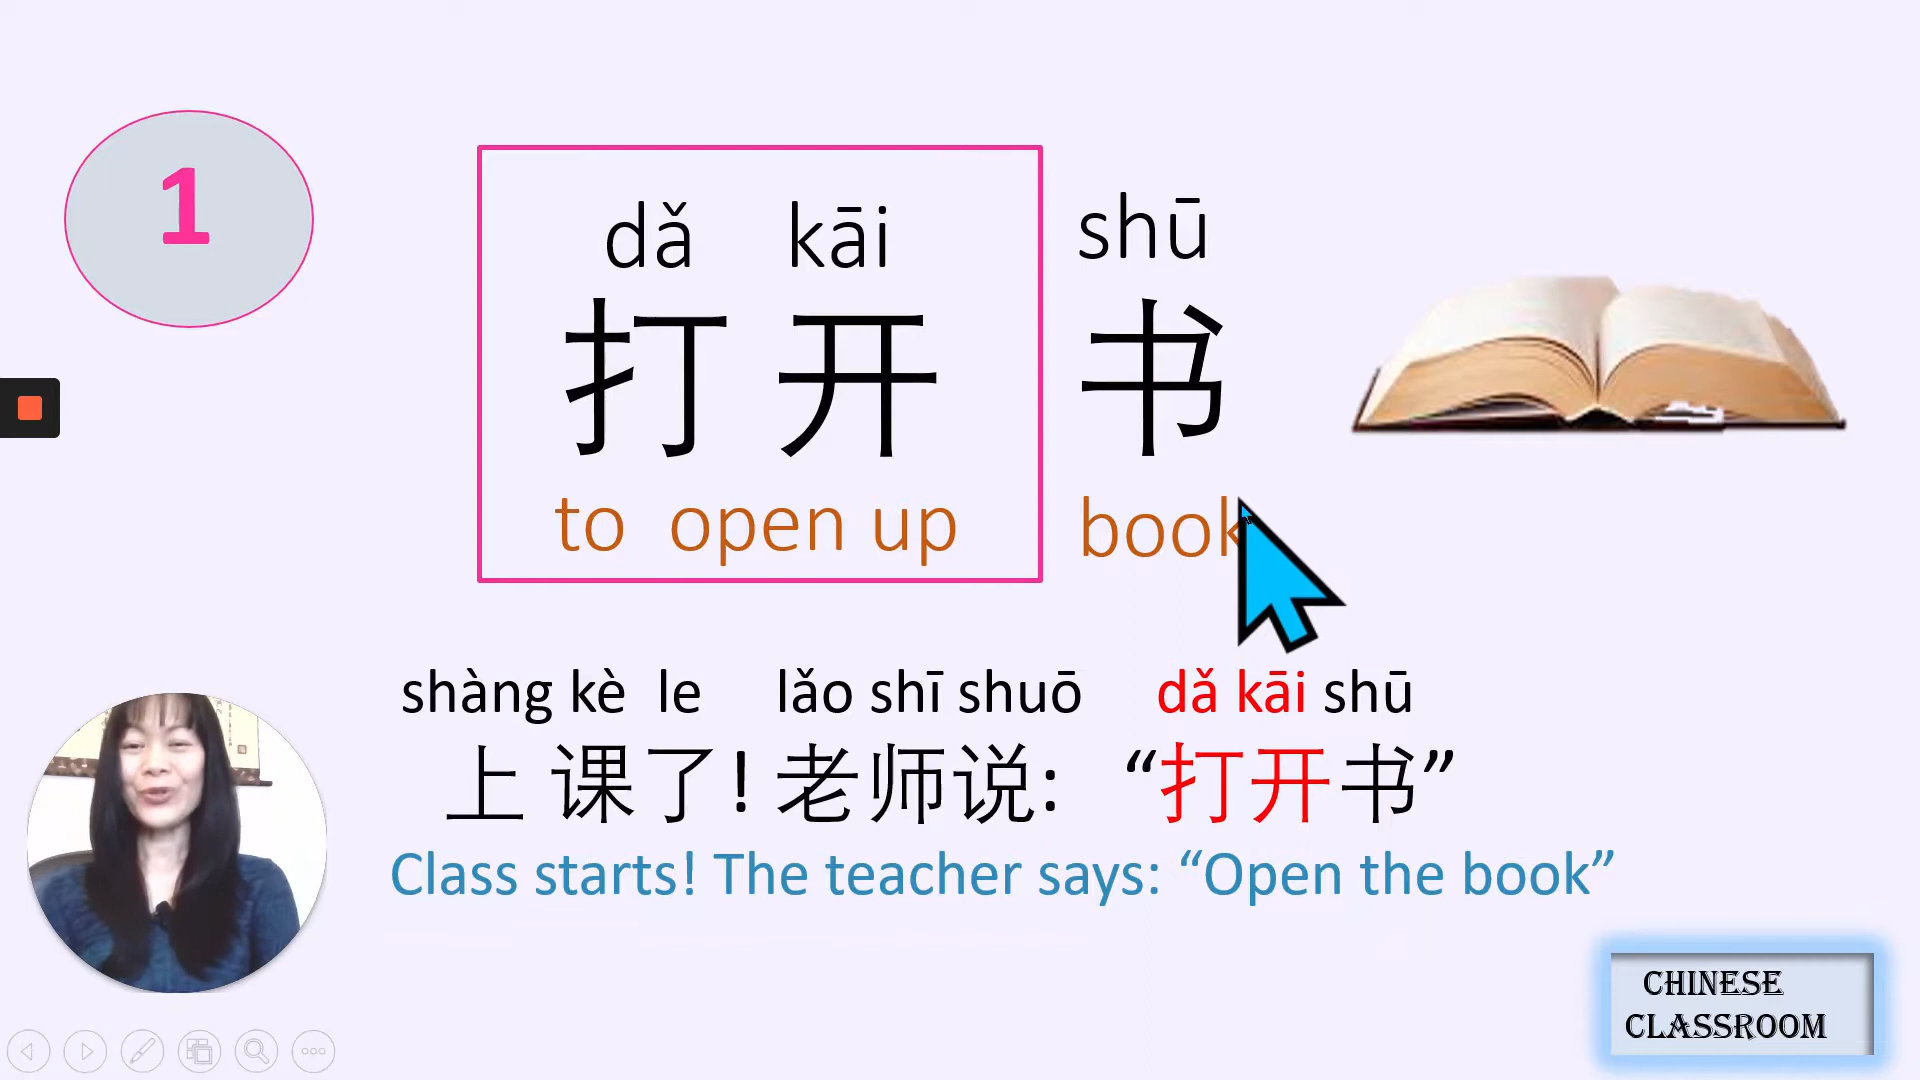 1
dǎ kāi shū
打 开 书
to open up book
shàng kè le lǎo shī shuō dǎ kāi shū
上 课了! 老师说: “打开书”
Class starts! The teacher says: “Open the book”
CHINESE
CLASSROOM